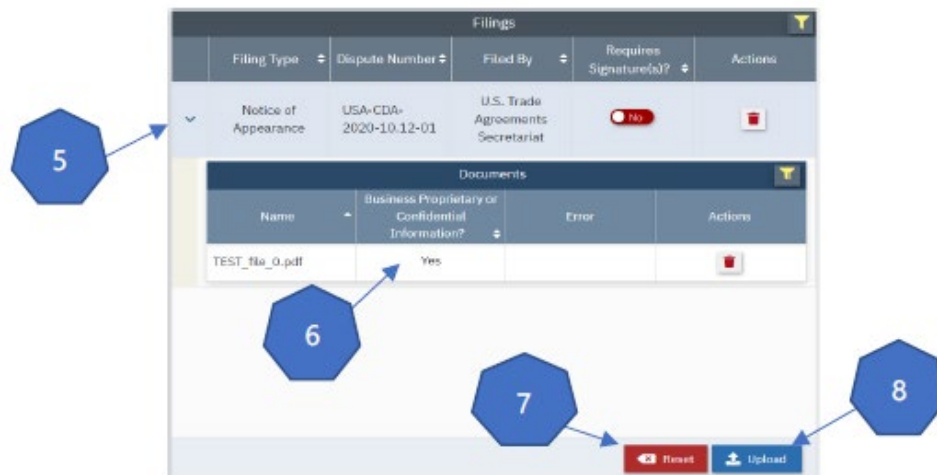 Filings
Filing Type Dispute Number Filed By Requires Signature(s)? Actions
Notice of Appearance USA-CDA-2020-10.12-01 U.S. Trade Agreements Secretariat No
5
Documents
Name Business Proprietary or Confidential Information? Error Actions
TEST_file_0.pdf Yes
6
7
8
Reset Upload